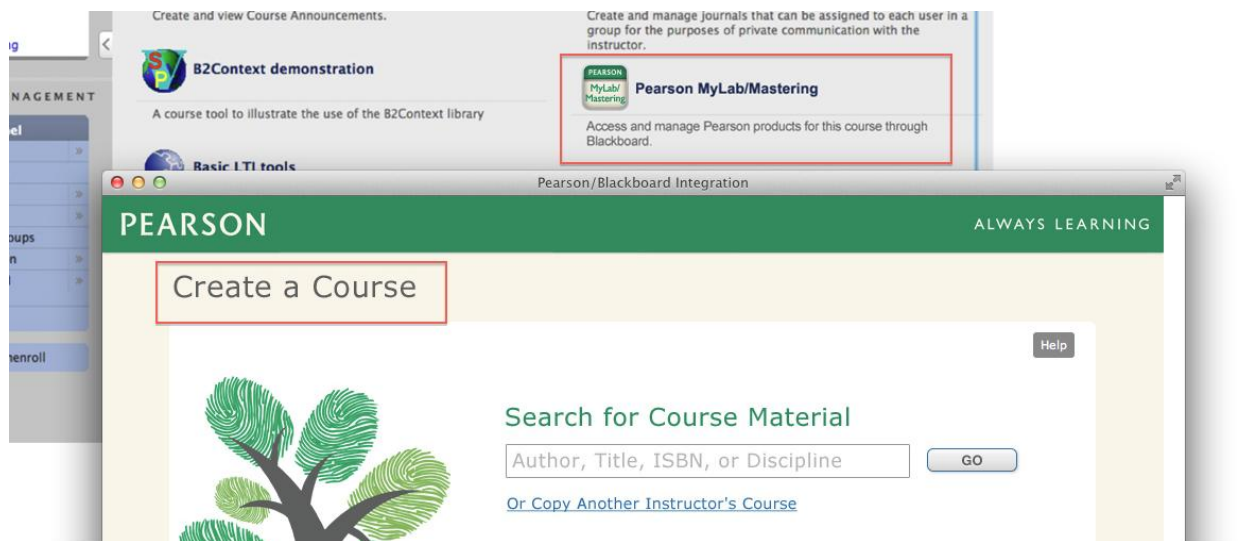 Create and view Course Announcements.
Create and manage journals that can be assigned to each user in a
group for the purposes of private communication with the
instructor.
B2Context demonstration
A course tool to illustrate the use of the B2Context library
PEARSON
MyLab/
Mastering
Pearson MyLab/Mastering
Access and manage Pearson products for this course through
Blackboard.
Basic LTI tools
Pearson/Blackboard Integration
PEARSON
ALWAYS LEARNING
Create a Course
Help
Search for Course Material
Author, Title, ISBN, or Discipline
GO
Or Copy Another Instructor's Course